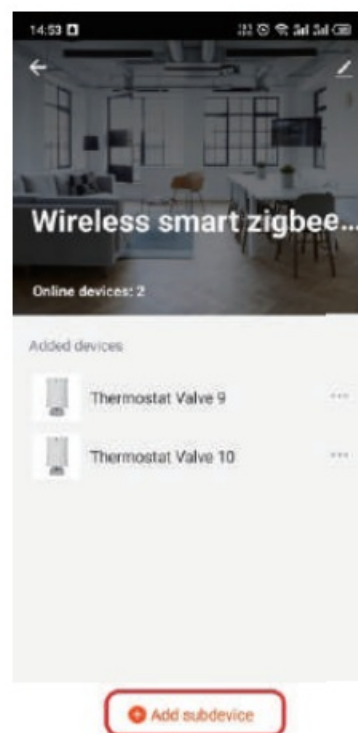 14:53
Wireless smart zigbee...
Online devices: 2
Added devices
Thermostat Valve 9
Thermostat Valve 10
Add subdevice